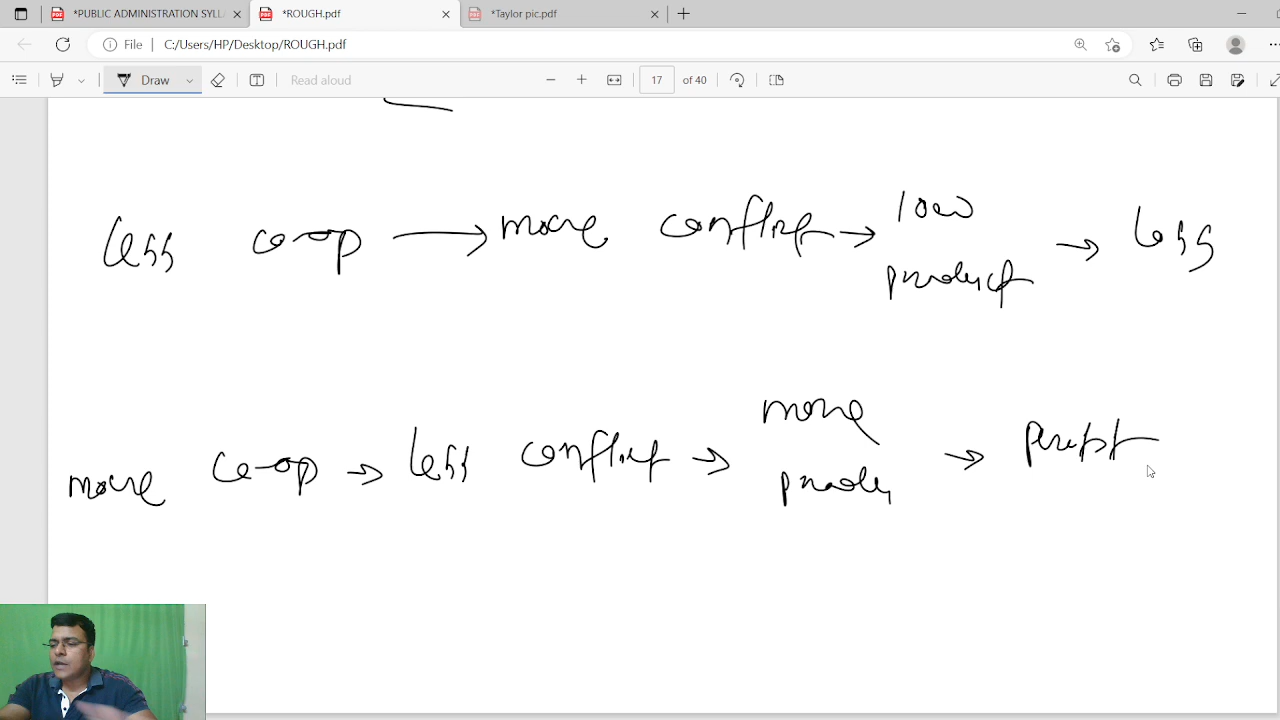 *PUBLIC ADMINISTRATION SYLLA
*ROUGH.pdf
*Taylor pic.pdf
File
C:/Users/HP/Desktop/ROUGH.pdf
Draw
Read aloud
17 of 40
less co-op → more conflict → low product → loss
more co-op → less conflict → more produ → profit